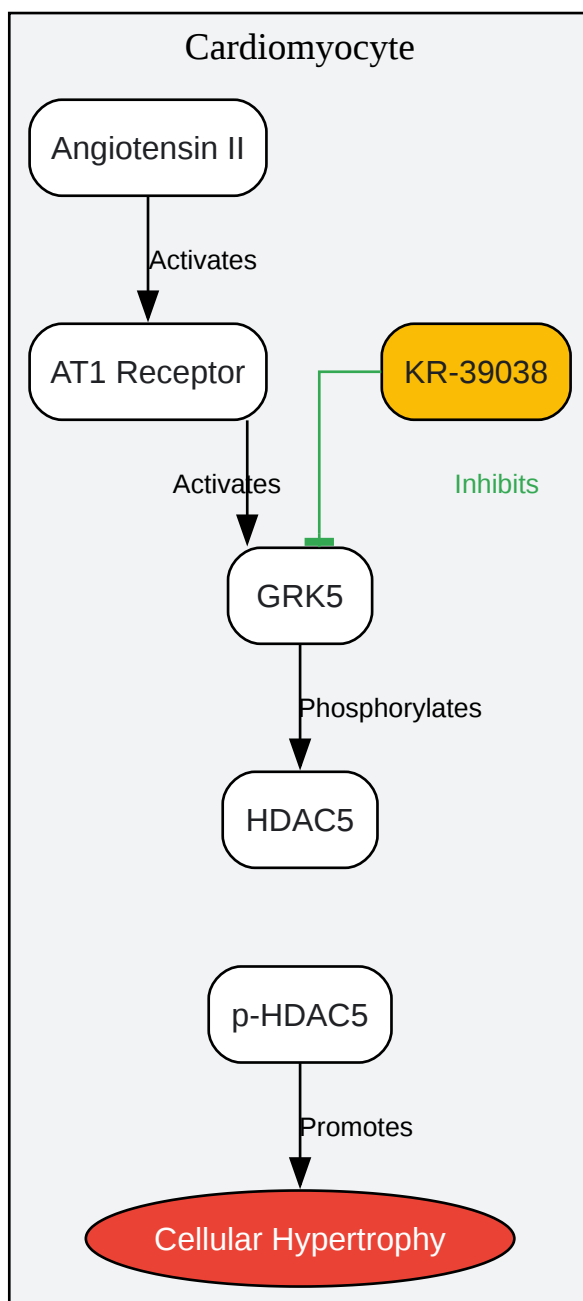 Cardiomyocyte
Angiotensin II
Activates
AT1 Receptor
KR-39038
Activates
Inhibits
GRK5
Phosphorylates
HDAC5
p-HDAC5
Promotes
Cellular Hypertrophy